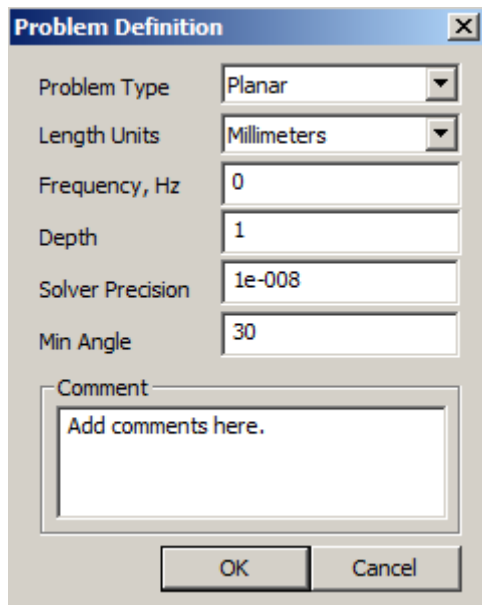 Problem Definition
Problem Type Planar
Length Units Millimeters
Frequency, Hz 0
Depth 1
Solver Precision 1e-008
Min Angle 30
Comment
Add comments here.
OK Cancel